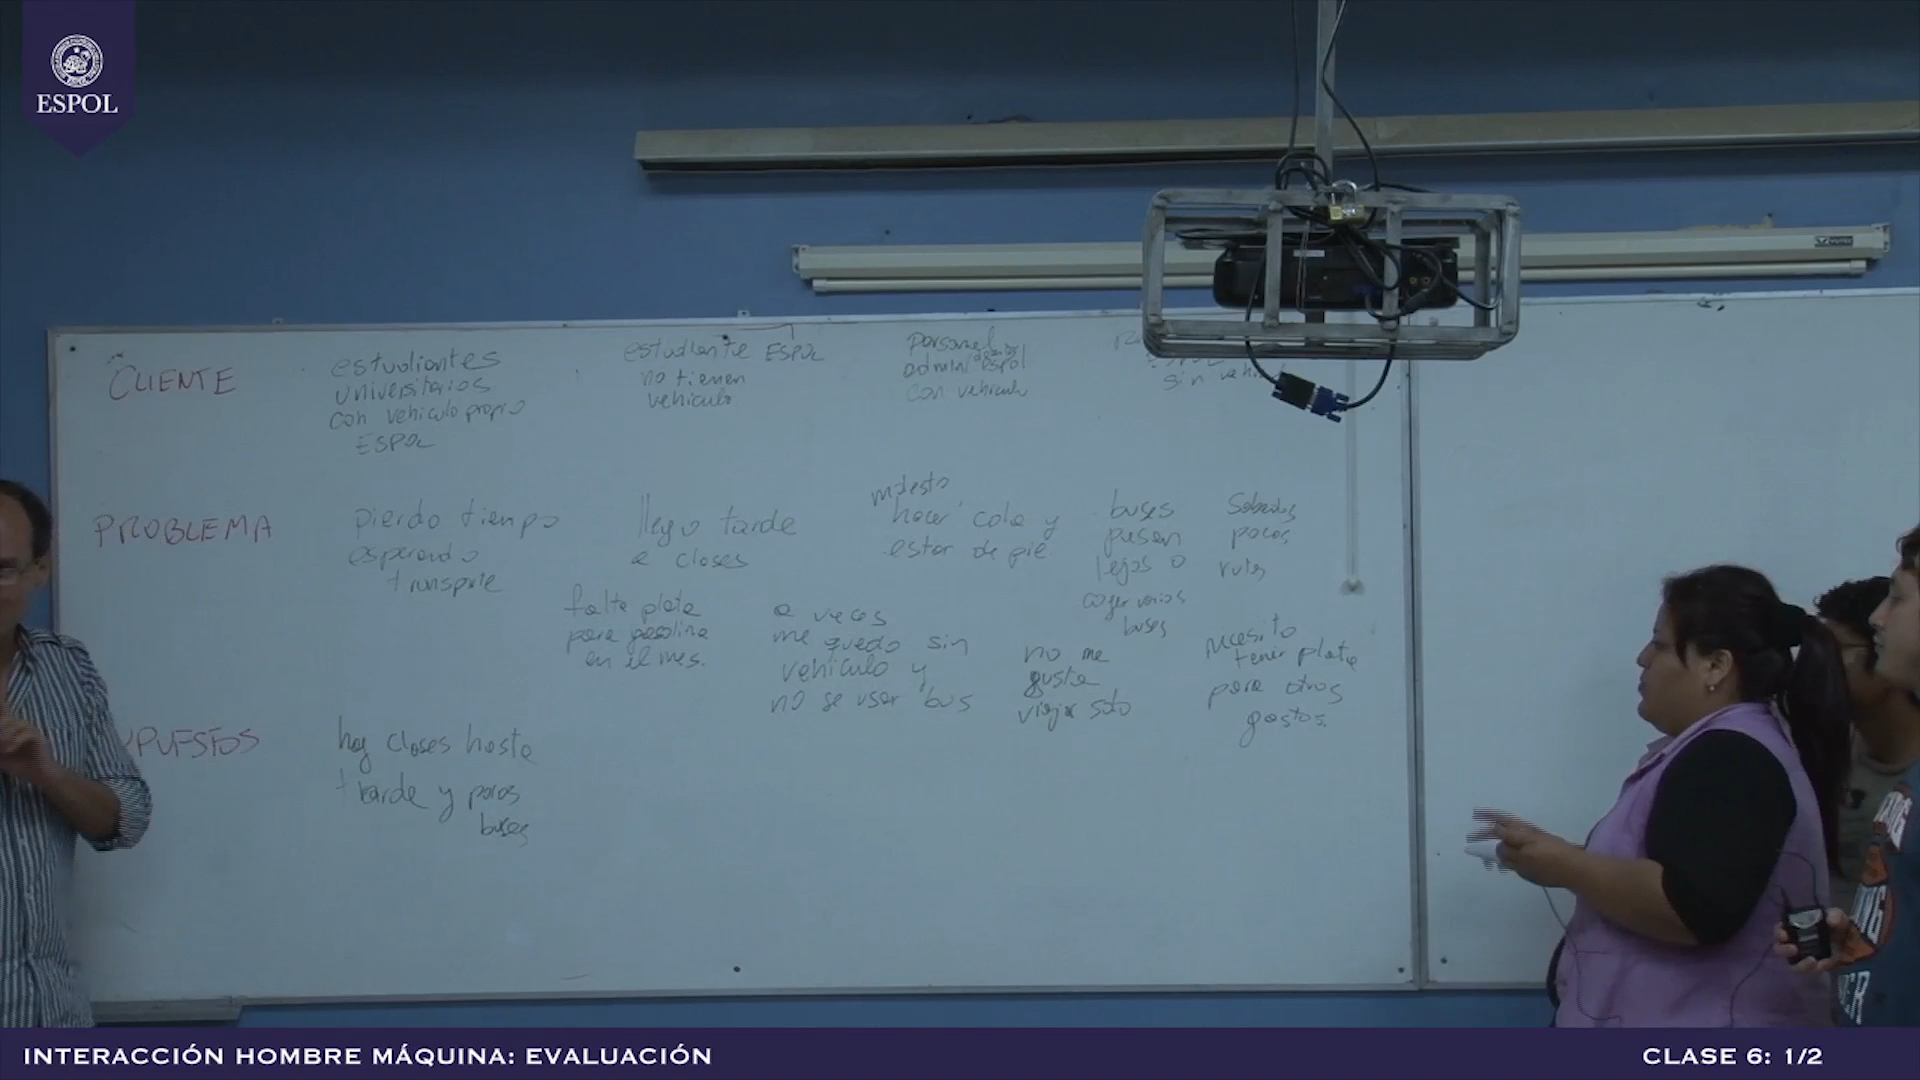 ESPOL
CLIENTE
estudiantes
universitarios
con vehiculo propio
ESPOL
estudiante ESPOL
no tienen
vehiculo
personal
admin ESPOL
con vehiculo
sin vehi
PROBLEMA
pierdo tiempo
esperando
transporte
llego tarde
a clases
molesto
hacer cola y
estar de pie
buses
pasan
lejos o
coger varios
buses
Sabados
pocas
rutas
falta plata
para gasolina
en el mes.
a veces
me quedo sin
vehiculo y
no se usar bus
no me
gusta
viajar solo
necesito
tener plata
para otros
gastos.
UPUESTOS
hay clases hasta
tarde y pocos
buses
INTERACCIÓN HOMBRE MÁQUINA: EVALUACIÓN
CLASE 6: 1/2